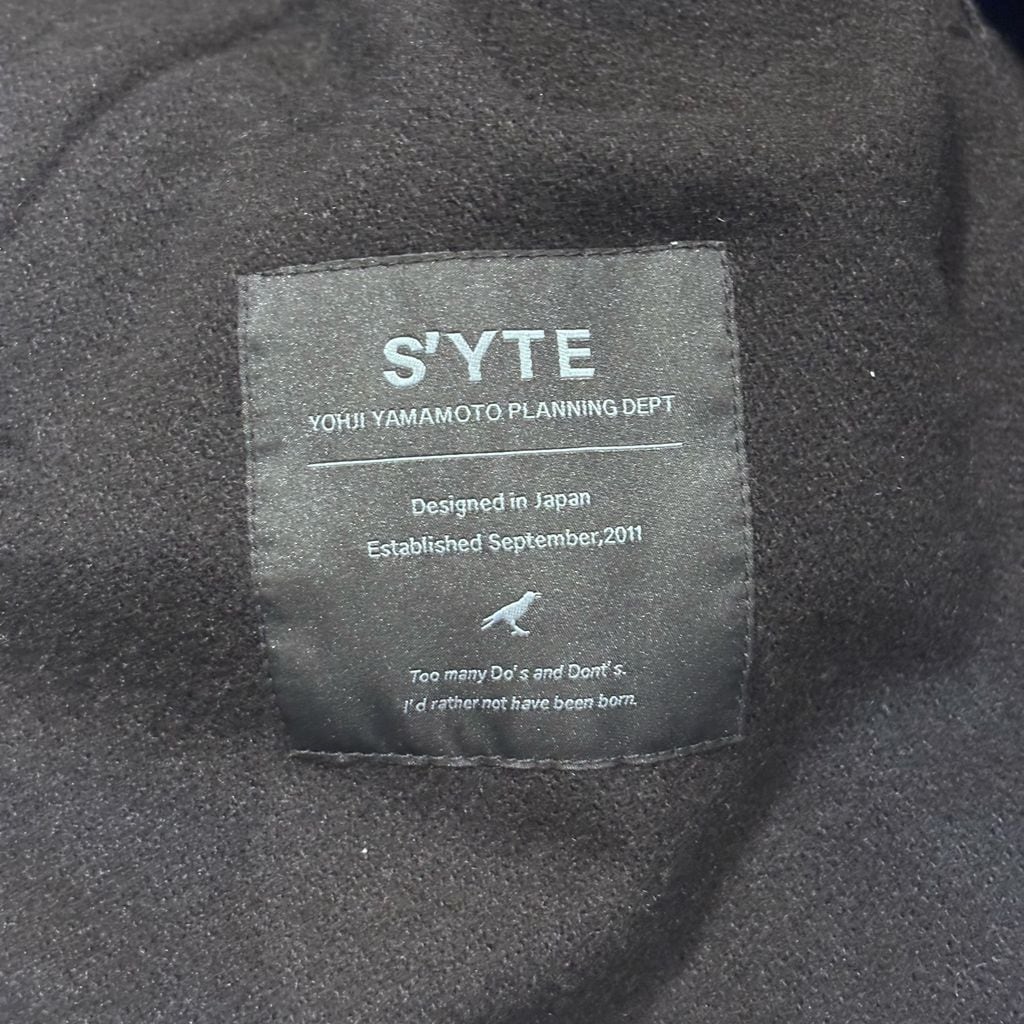 S'YTE
YOHJI YAMAMOTO PLANNING DEPT
Designed in Japan
Established September,2011
Too many Do's and Dont's.
I'd rather not have been born.